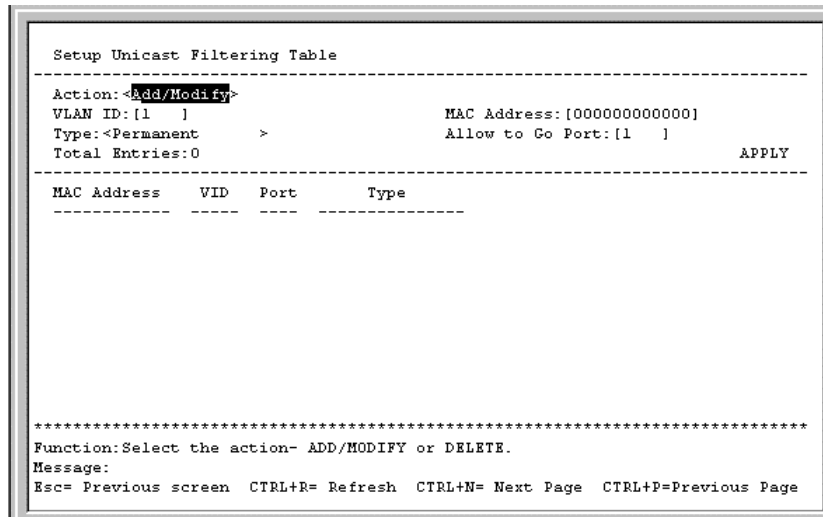 Setup Unicast Filtering Table
--------------------------------------------------------------------------------
Action:<Add/Modify>
VLAN ID:[1   ]                          MAC Address:[000000000000]
Type:<Permanent      >                  Allow to Go Port:[1   ]
Total Entries:0                                                       APPLY
--------------------------------------------------------------------------------
MAC Address    VID   Port       Type
------------  -----  ----  ---------------
********************************************************************************
Function:Select the action- ADD/MODIFY or DELETE.
Message:
Esc= Previous screen  CTRL+R= Refresh  CTRL+N= Next Page  CTRL+P=Previous Page